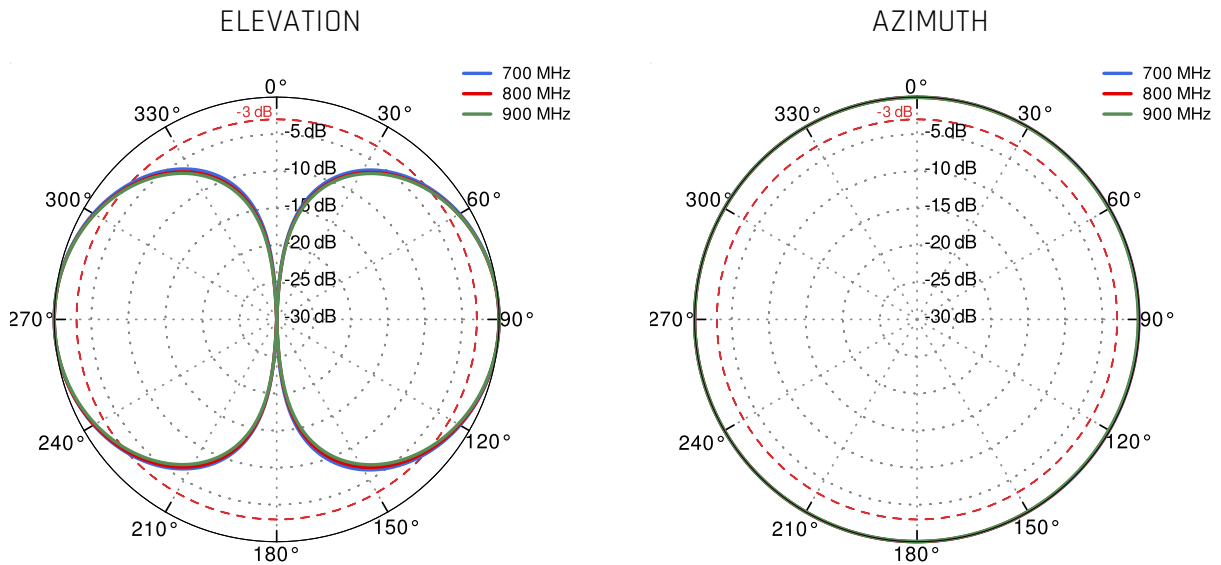 ELEVATION
700 MHz
800 MHz
900 MHz
0°
30°
60°
90°
120°
150°
180°
210°
240°
270°
300°
330°
-3 dB
-5 dB
-10 dB
-15 dB
-20 dB
-25 dB
-30 dB
AZIMUTH
700 MHz
800 MHz
900 MHz
0°
30°
60°
90°
120°
150°
180°
210°
240°
270°
300°
330°
-3 dB
-5 dB
-10 dB
-15 dB
-20 dB
-25 dB
-30 dB